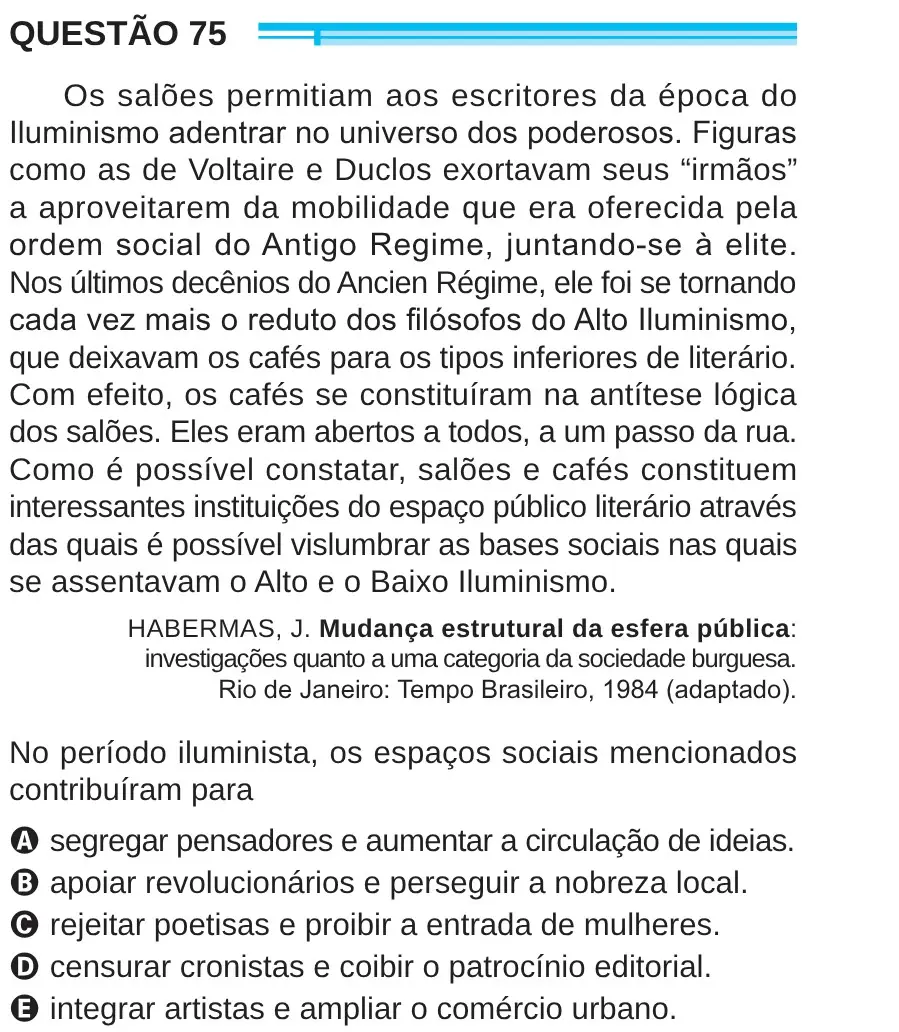 QUESTÃO 75
Os salões permitiam aos escritores da época do
Iluminismo adentrar no universo dos poderosos. Figuras
como as de Voltaire e Duclos exortavam seus “irmãos”
a aproveitarem da mobilidade que era oferecida pela
ordem social do Antigo Regime, juntando-se à elite.
Nos últimos decênios do Ancien Régime, ele foi se tornando
cada vez mais o reduto dos filósofos do Alto Iluminismo,
que deixavam os cafés para os tipos inferiores de literário.
Com efeito, os cafés se constituíram na antítese lógica
dos salões. Eles eram abertos a todos, a um passo da rua.
Como é possível constatar, salões e cafés constituem
interessantes instituições do espaço público literário através
das quais é possível vislumbrar as bases sociais nas quais
se assentavam o Alto e o Baixo Iluminismo.
HABERMAS, J. Mudança estrutural da esfera pública:
investigações quanto a uma categoria da sociedade burguesa.
Rio de Janeiro: Tempo Brasileiro, 1984 (adaptado).
No período iluminista, os espaços sociais mencionados
contribuíram para
A segregar pensadores e aumentar a circulação de ideias.
B apoiar revolucionários e perseguir a nobreza local.
C rejeitar poetisas e proibir a entrada de mulheres.
D censurar cronistas e coibir o patrocínio editorial.
E integrar artistas e ampliar o comércio urbano.